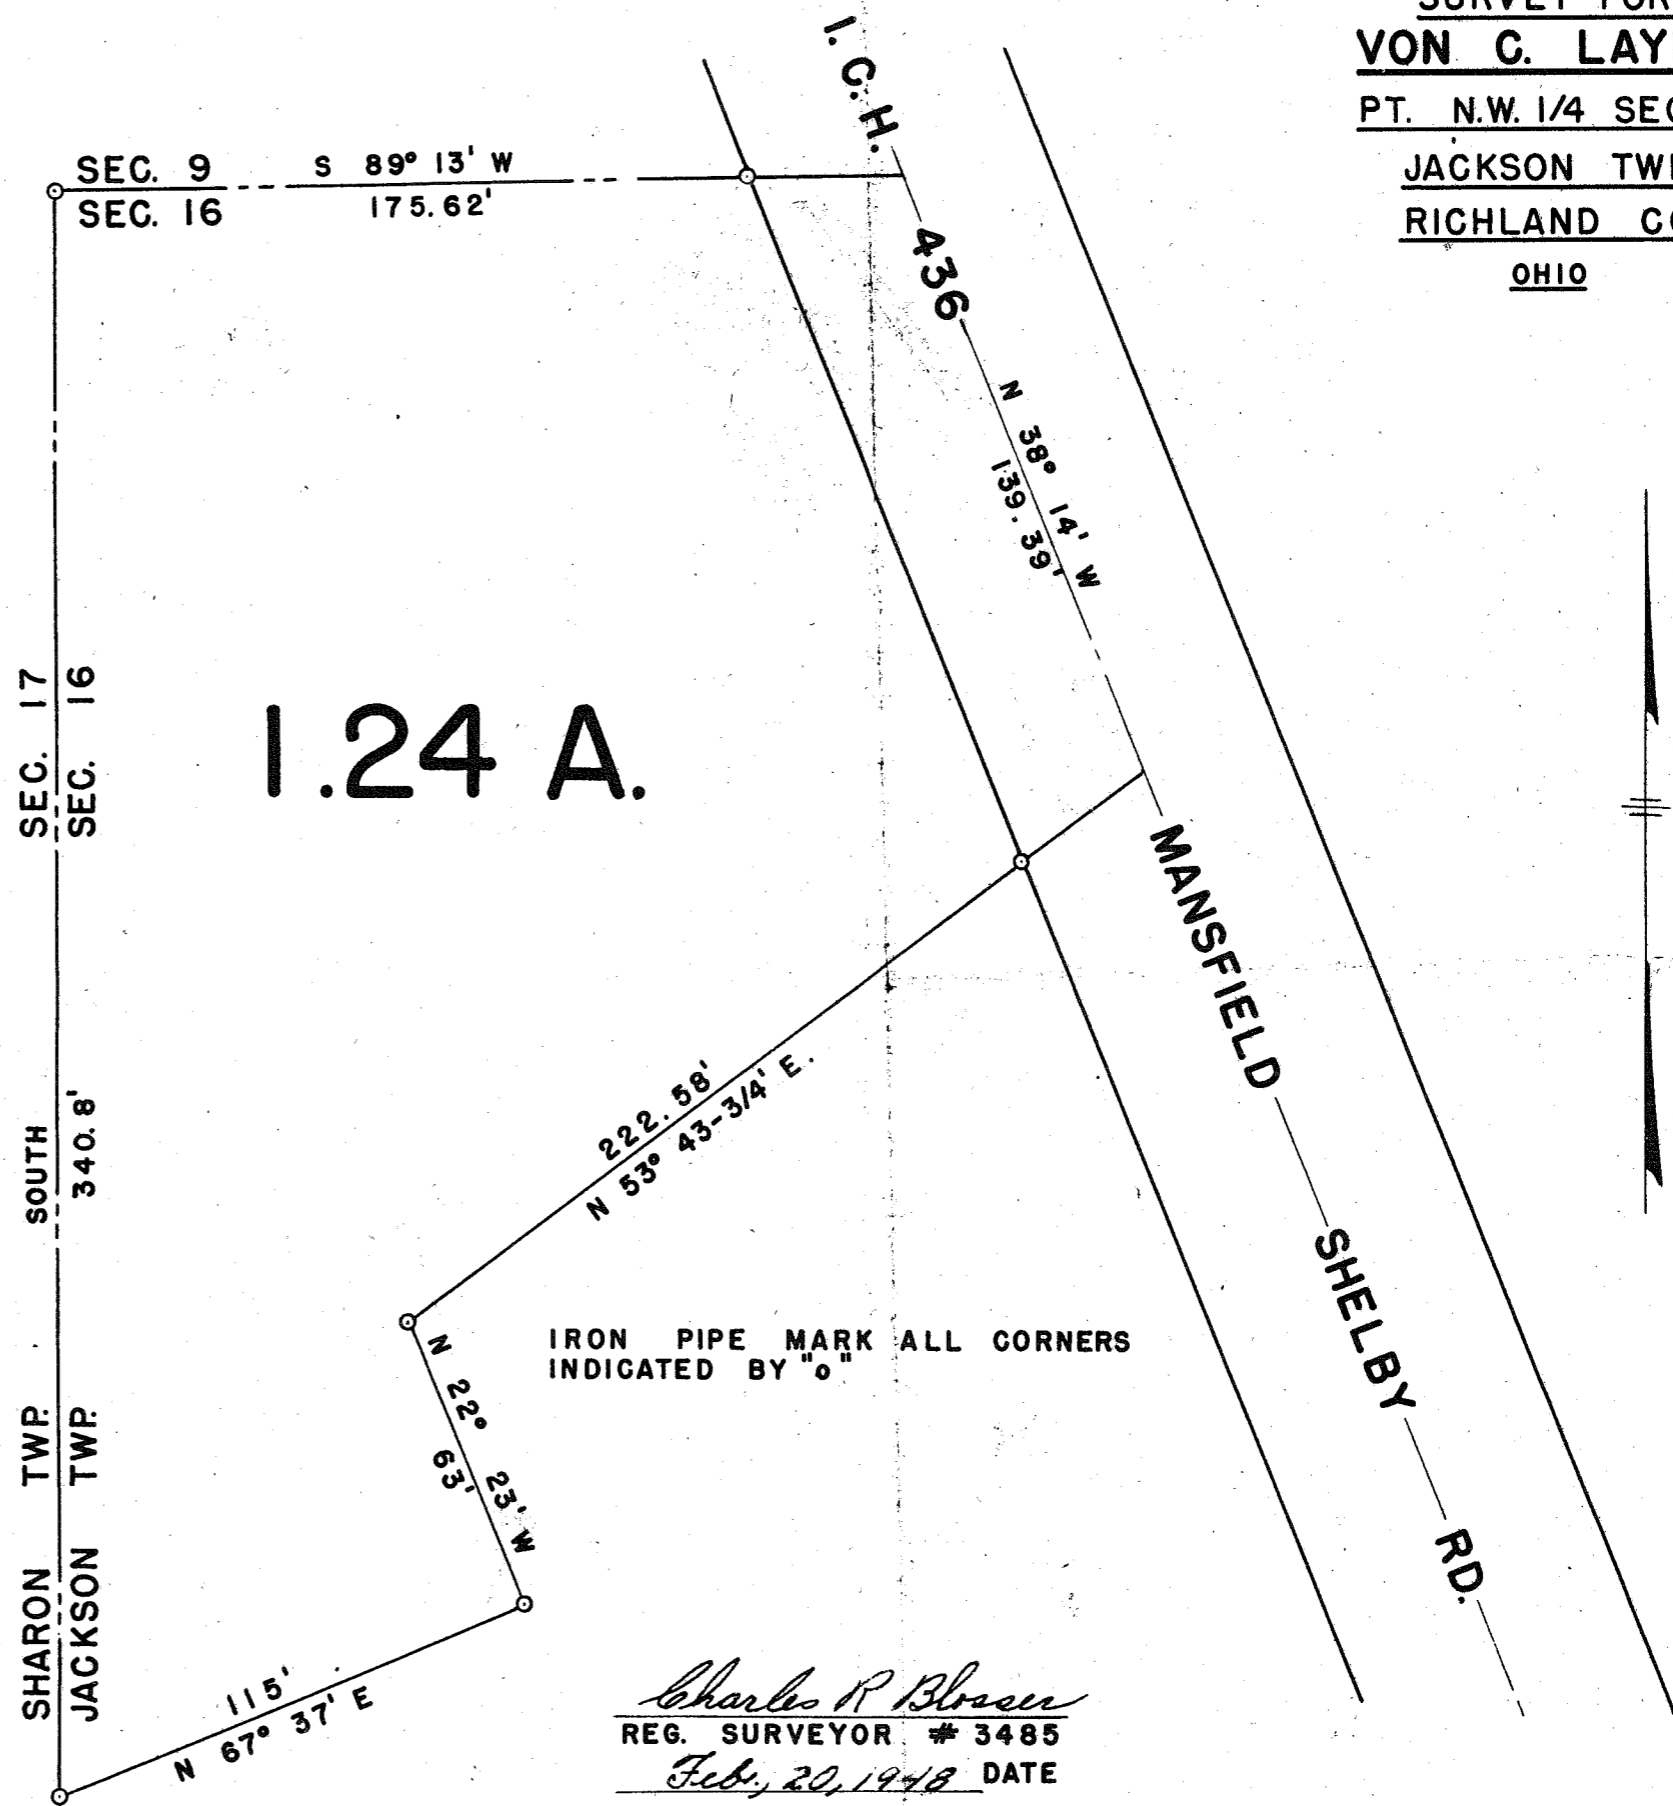 SURVEY FOR
VON C. LAY
PT. N.W. 1/4 SEC
JACKSON TW
RICHLAND CO
OHIO
I.C.H. 436
SEC. 9 S 89° 13' W
SEC. 16 175.62'
N 38° 14' W
139.39'
SEC. 17
SEC. 16
1.24 A.
MANSFIELD SHELBY RD.
SOUTH
340.8'
222.58'
N 53° 43-3/4' E.
IRON PIPE MARK ALL CORNERS
INDICATED BY "o"
N 22° 23' W
63'
SHARON TWP.
JACKSON TWP.
115'
N 67° 37' E
Charles R Blosser
REG. SURVEYOR # 3485
Feb., 20, 1948 DATE